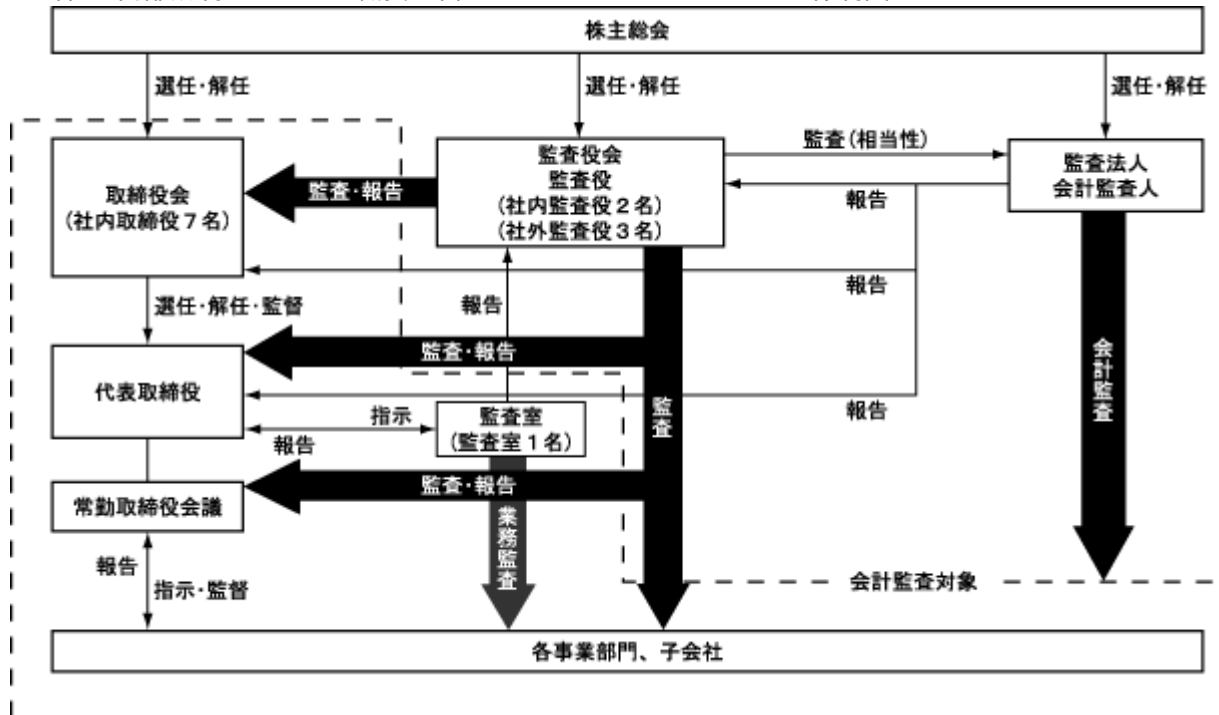 株主総会
選任・解任
選任・解任
選任・解任
監査役会
監査役
(社内監査役2名)
(社外監査役3名)
監査(相当性)
監査法人
会計監査人
取締役会
(社内取締役7名)
監査・報告
報告
報告
選任・解任・監督
報告
監査・報告
会計監査
代表取締役
監査
報告
指示
報告
監査室
(監査室1名)
監査・報告
常勤取締役会議
業務監査
報告
指示・監督
会計監査対象
各事業部門、子会社